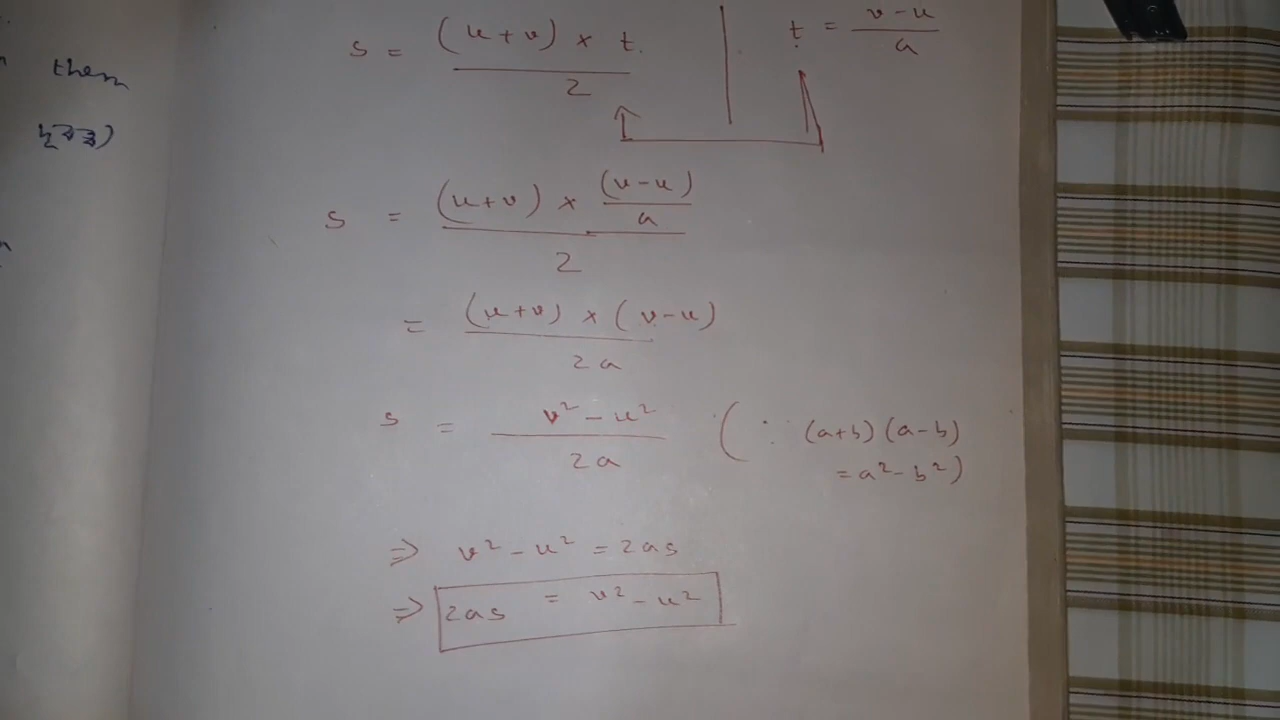 them
s = (u+v) × t. / 2
t = v-u / a
s = (u+v) × (v-u)/a / 2
= (u+v) × (v-u) / 2a
s = v² - u² / 2a (∵ (a+b) (a-b)
= a² - b²)
⇒ v² - u² = 2as
⇒ 2as = v² - u²